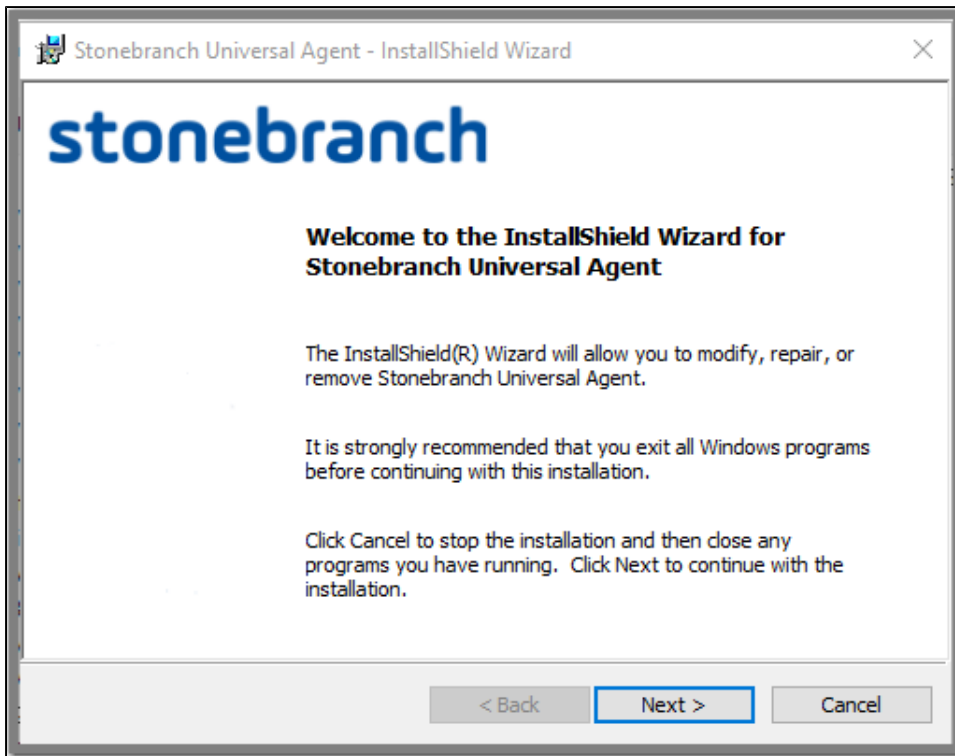 Stonebranch Universal Agent - InstallShield Wizard
stonebranch
Welcome to the InstallShield Wizard for
Stonebranch Universal Agent
The InstallShield(R) Wizard will allow you to modify, repair, or
remove Stonebranch Universal Agent.
It is strongly recommended that you exit all Windows programs
before continuing with this installation.
Click Cancel to stop the installation and then close any
programs you have running.  Click Next to continue with the
installation.
< Back
Next >
Cancel